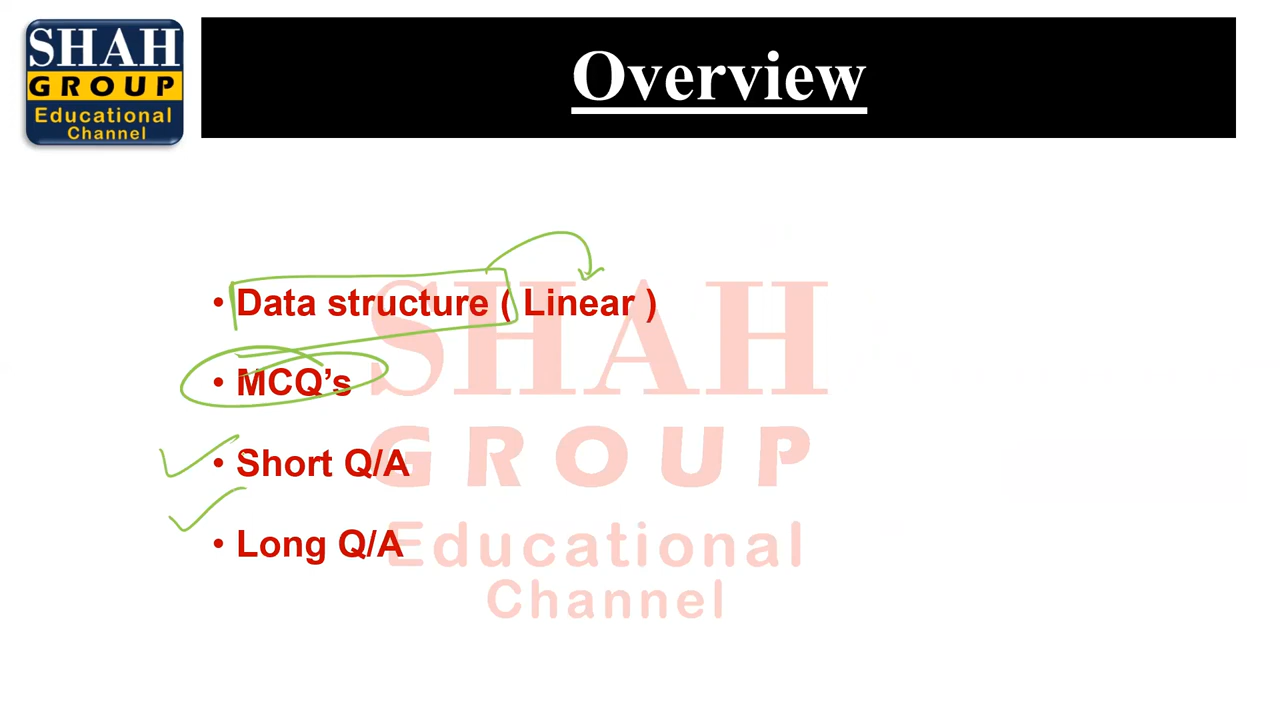 SHAH
GROUP
Educational
Channel
Overview
• Data structure ( Linear )
• MCQ’s
• Short Q/A
• Long Q/A
SHAH
GROUP
Educational
Channel